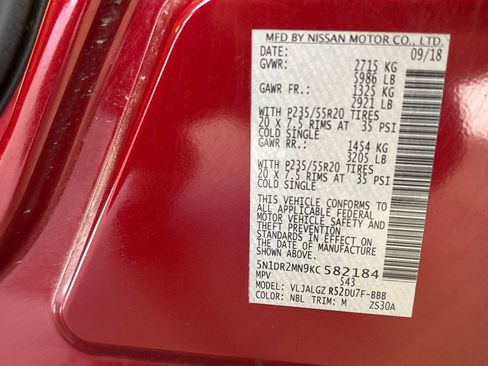 MFD BY NISSAN MOTOR CO., LTD.
DATE: 09/18
GVWR: 2715 KG
5986 LB
GAWR FR.: 1325 KG
2921 LB
WITH P235/55R20 TIRES
20 X 7.5 RIMS AT 35 PSI
COLD SINGLE
GAWR RR.: 1454 KG
3205 LB
WITH P235/55R20 TIRES
20 X 7.5 RIMS AT 35 PSI
COLD SINGLE
THIS VEHICLE CONFORMS
TO ALL APPLICABLE FEDERAL
MOTOR VEHICLE SAFETY AND
THEFT PREVENTION
STANDARDS IN EFFECT ON
THE DATE OF MANUFACTURE
SHOWN ABOVE.
5N1DR2MN9KC582184
MPV 543
MODEL: VLJALGZ R52DU7F-BBB
COLOR: NBL TRIM: M ZS30A